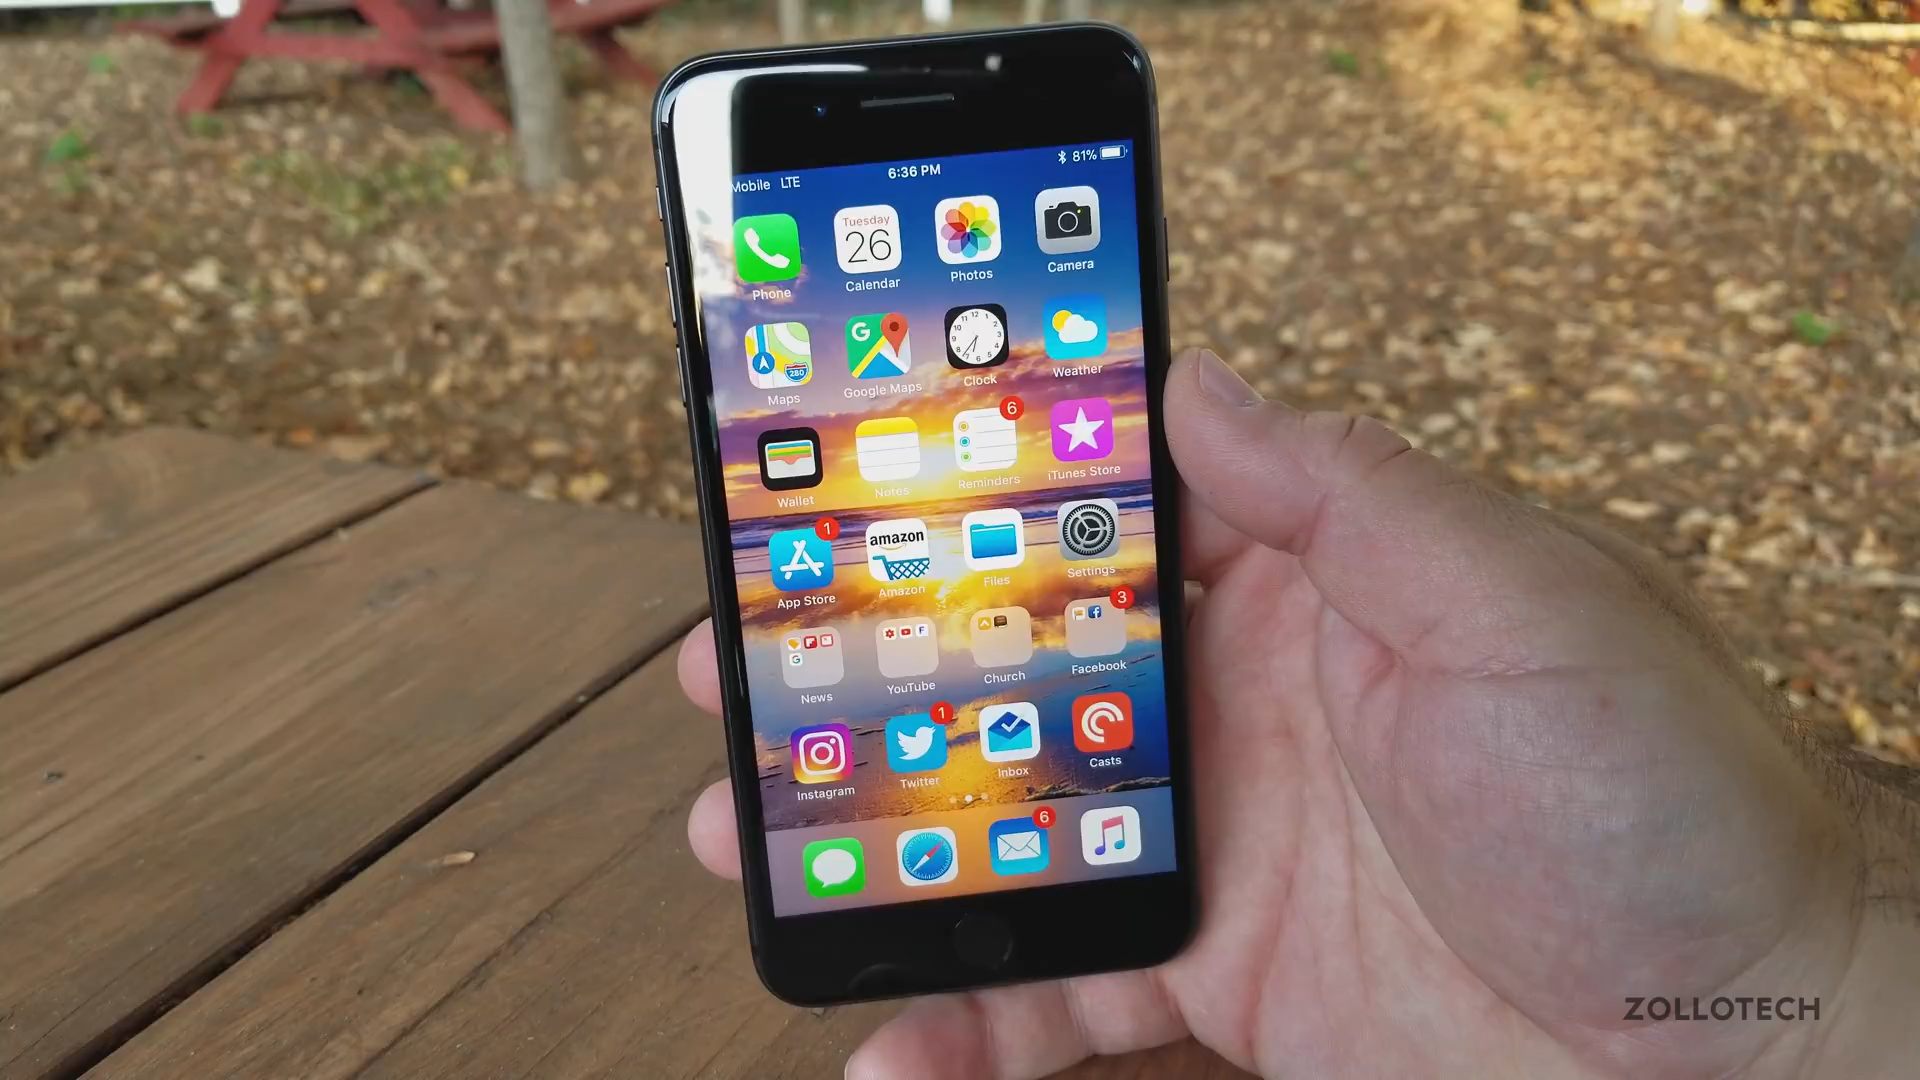 Mobile LTE 6:36 PM 81%
Tuesday
26
Phone Calendar Photos Camera
280
G
Maps Google Maps Clock Weather
6
Wallet Notes Reminders iTunes Store
1
amazon
App Store Amazon Files Settings
3
G F f
News YouTube Church Facebook
1
Instagram Twitter Inbox Casts
6
ZOLLOTECH